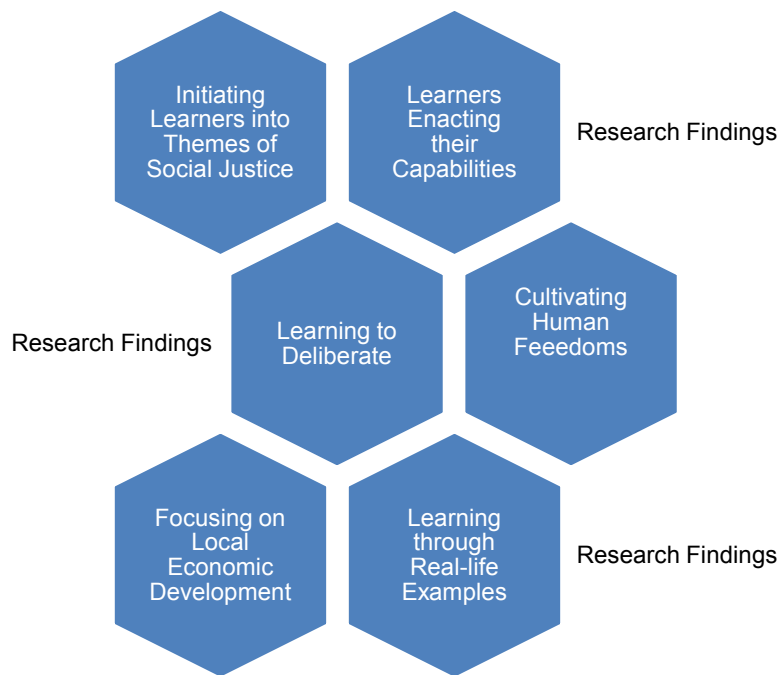 Initiating
Learners into
Themes of
Social Justice
Learners
Enacting
their
Capabilities
Research Findings
Research Findings
Learning to
Deliberate
Cultivating
Human
Feeedoms
Focusing on
Local
Economic
Development
Learning
through
Real-life
Examples
Research Findings